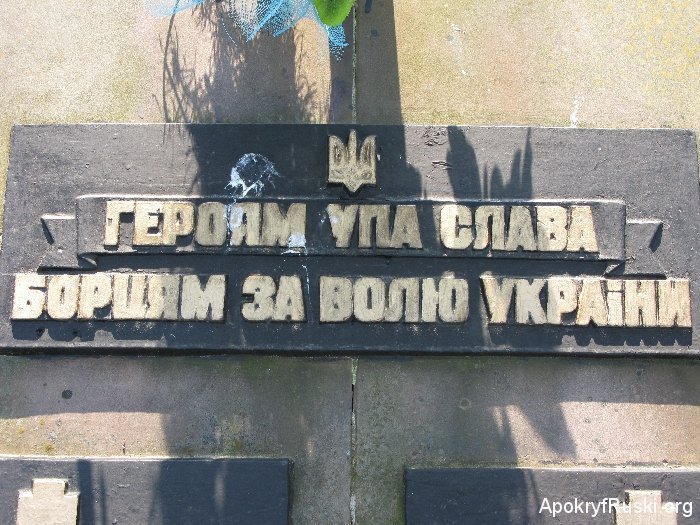 ГЕРОЯМ УПА СЛАВА
БОРЦЯМ ЗА ВОЛЮ УКРАЇНИ
ApokryfRuski.org